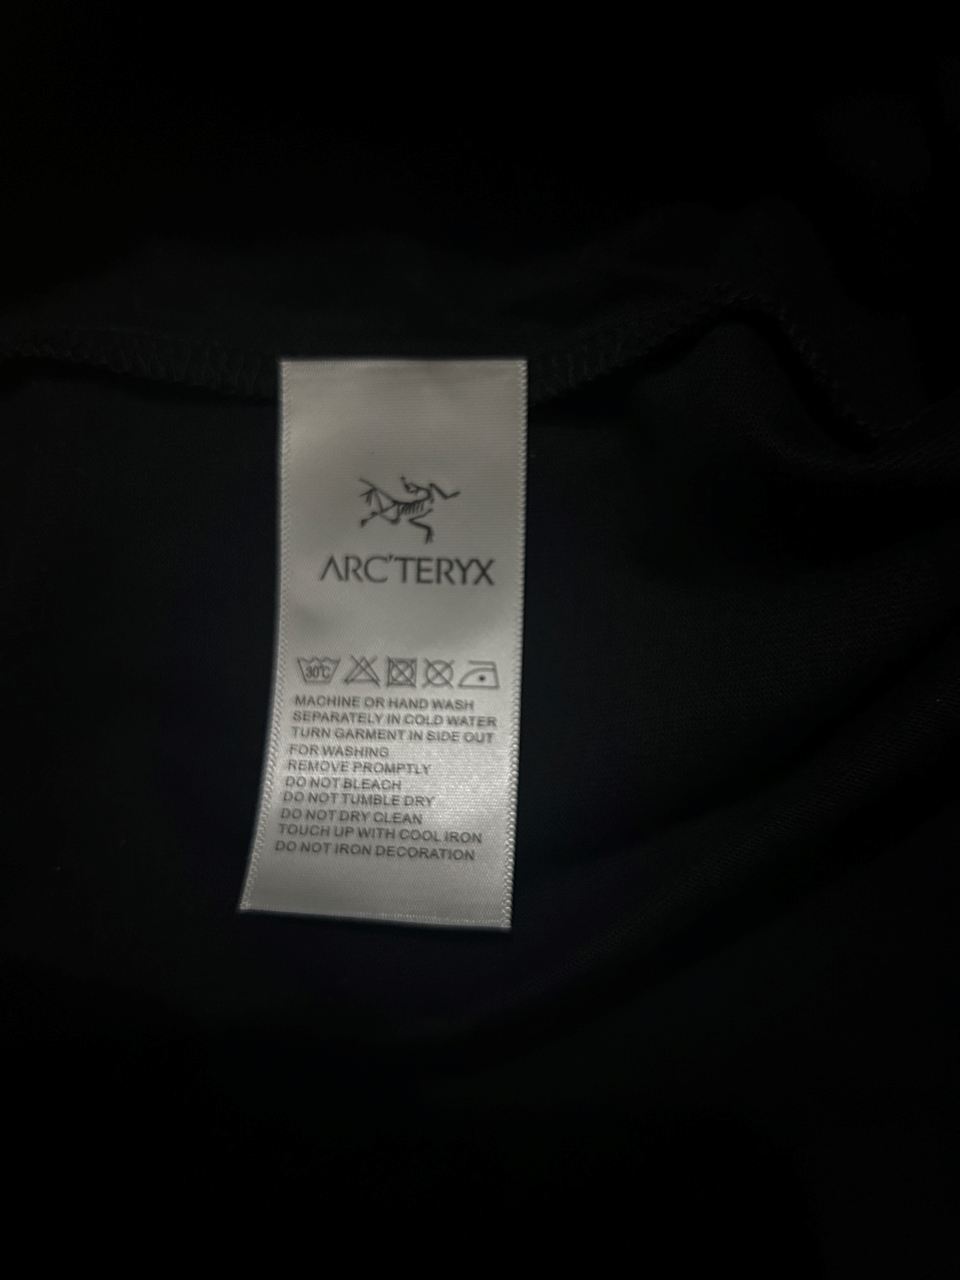 ARC'TERYX
30°C
MACHINE OR HAND WASH
SEPARATELY IN COLD WATER
TURN GARMENT IN SIDE OUT
FOR WASHING
REMOVE PROMPTLY
DO NOT BLEACH
DO NOT TUMBLE DRY
DO NOT DRY CLEAN
TOUCH UP WITH COOL IRON
DO NOT IRON DECORATION